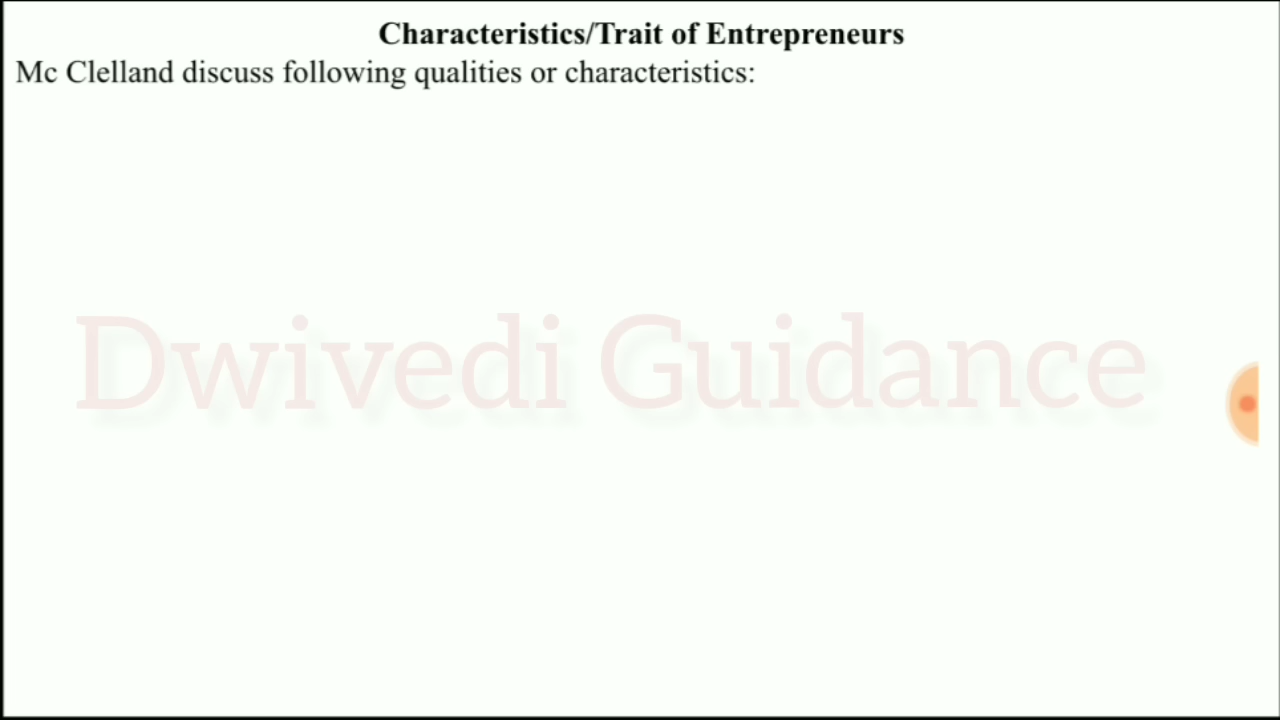 Characteristics/Trait of Entrepreneurs
Mc Clelland discuss following qualities or characteristics:
Dwivedi Guidance